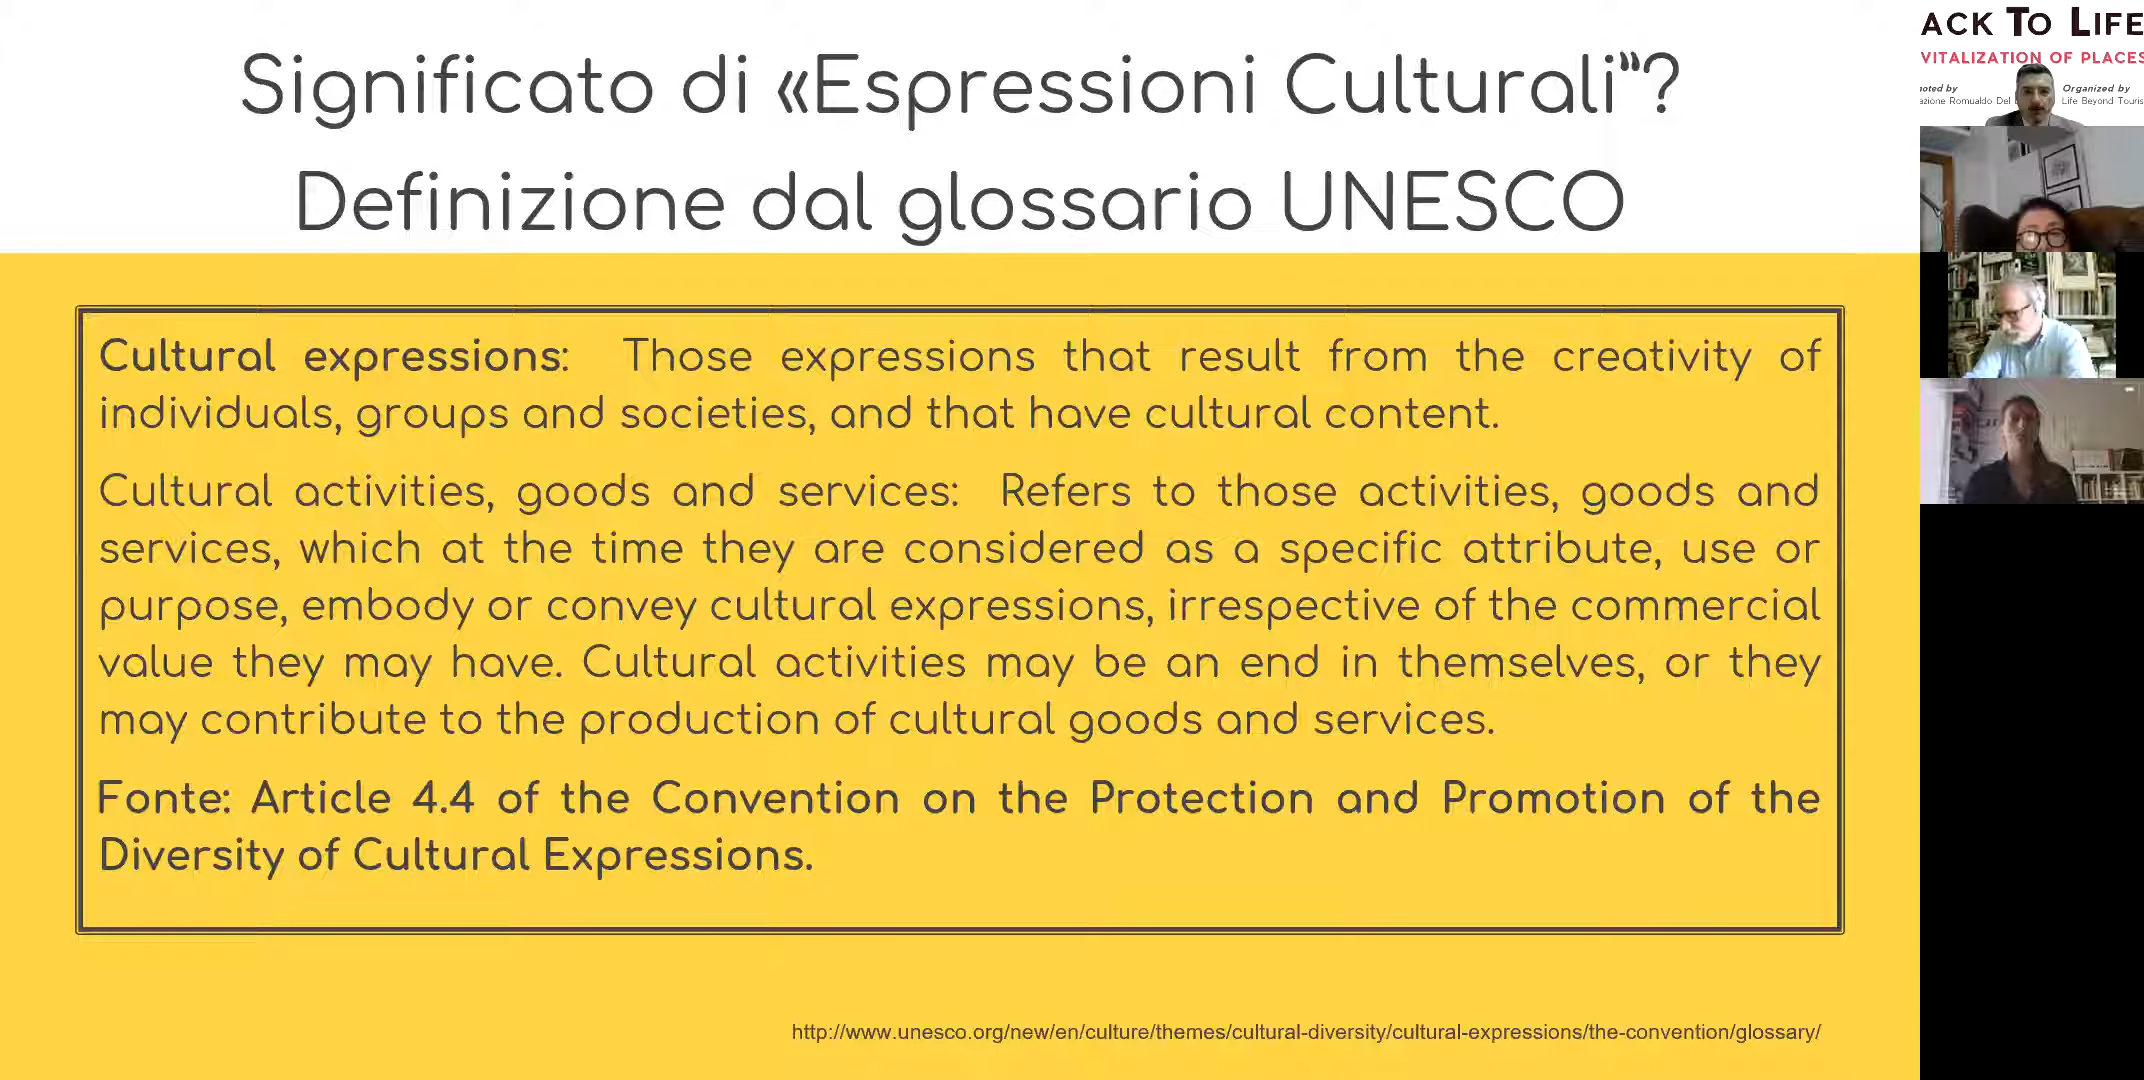 Significato di «Espressioni Culturali”?
Definizione dal glossario UNESCO
Cultural expressions: Those expressions that result from the creativity of
individuals, groups and societies, and that have cultural content.
Cultural activities, goods and services: Refers to those activities, goods and
services, which at the time they are considered as a specific attribute, use or
purpose, embody or convey cultural expressions, irrespective of the commercial
value they may have. Cultural activities may be an end in themselves, or they
may contribute to the production of cultural goods and services.
Fonte: Article 4.4 of the Convention on the Protection and Promotion of the
Diversity of Cultural Expressions.
http://www.unesco.org/new/en/culture/themes/cultural-diversity/cultural-expressions/the-convention/glossary/
ACK TO LIFE
VITALIZATION OF PLACES
oted by
Organized by
azione Romualdo Del
Life Beyond Touris